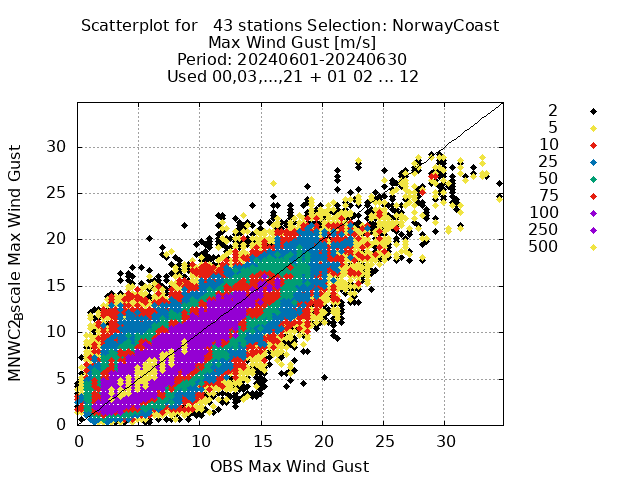 Scatterplot for 43 stations Selection: NorwayCoast
Max Wind Gust [m/s]
Period: 20240601-20240630
Used 00,03,...,21 + 01 02 ... 12
2
5
10
25
50
75
100
250
500
MNWC2.5scale Max Wind Gust
30
25
20
15
10
5
0
0 5 10 15 20 25 30
OBS Max Wind Gust